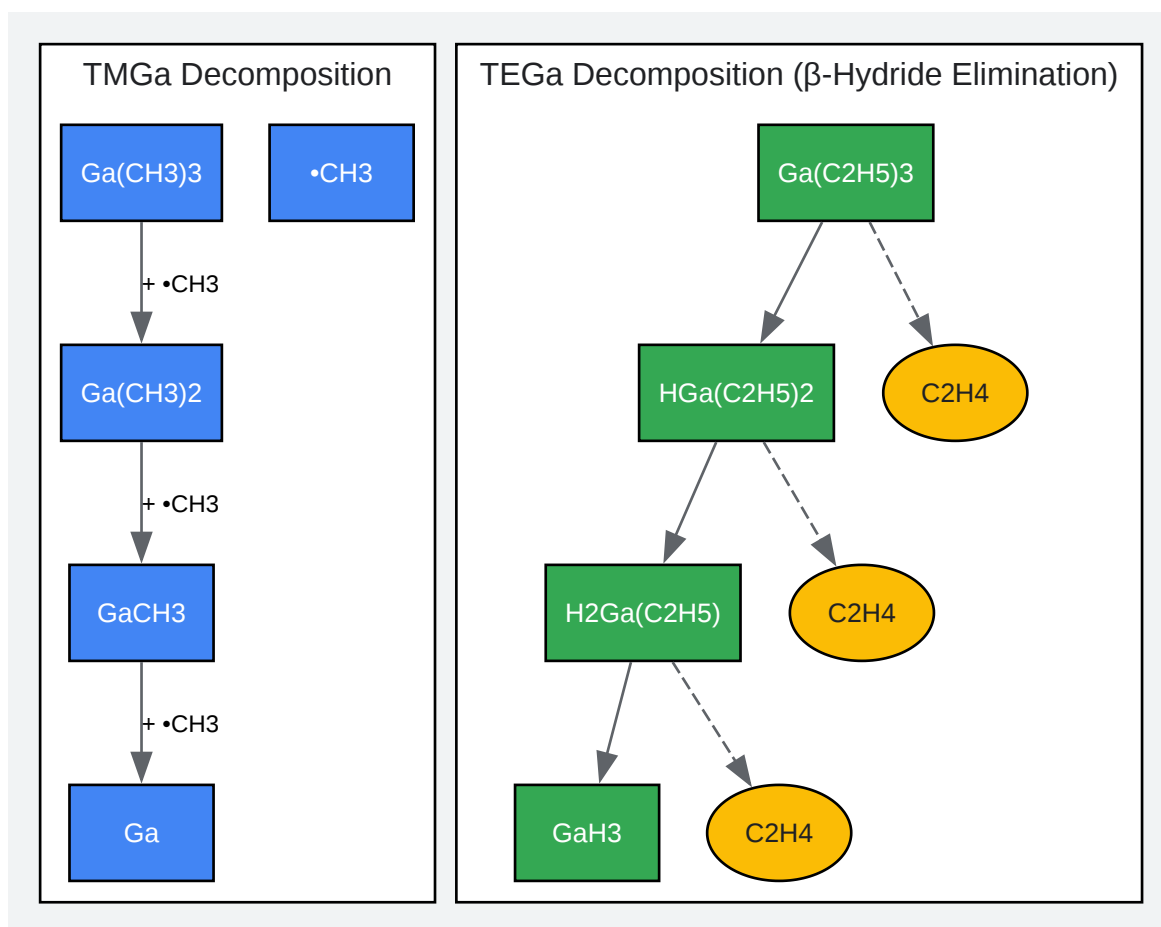 TMGa Decomposition
Ga(CH3)3
•CH3
+ •CH3
Ga(CH3)2
+ •CH3
GaCH3
+ •CH3
Ga
TEGa Decomposition (β-Hydride Elimination)
Ga(C2H5)3
HGa(C2H5)2
C2H4
H2Ga(C2H5)
C2H4
GaH3
C2H4